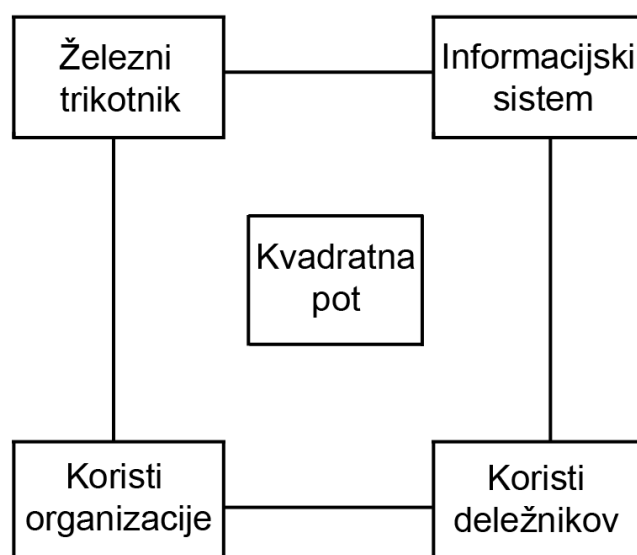 Železni
trikotnik
Informacijski
sistem
Kvadratna
pot
Koristi
organizacije
Koristi
deležnikov